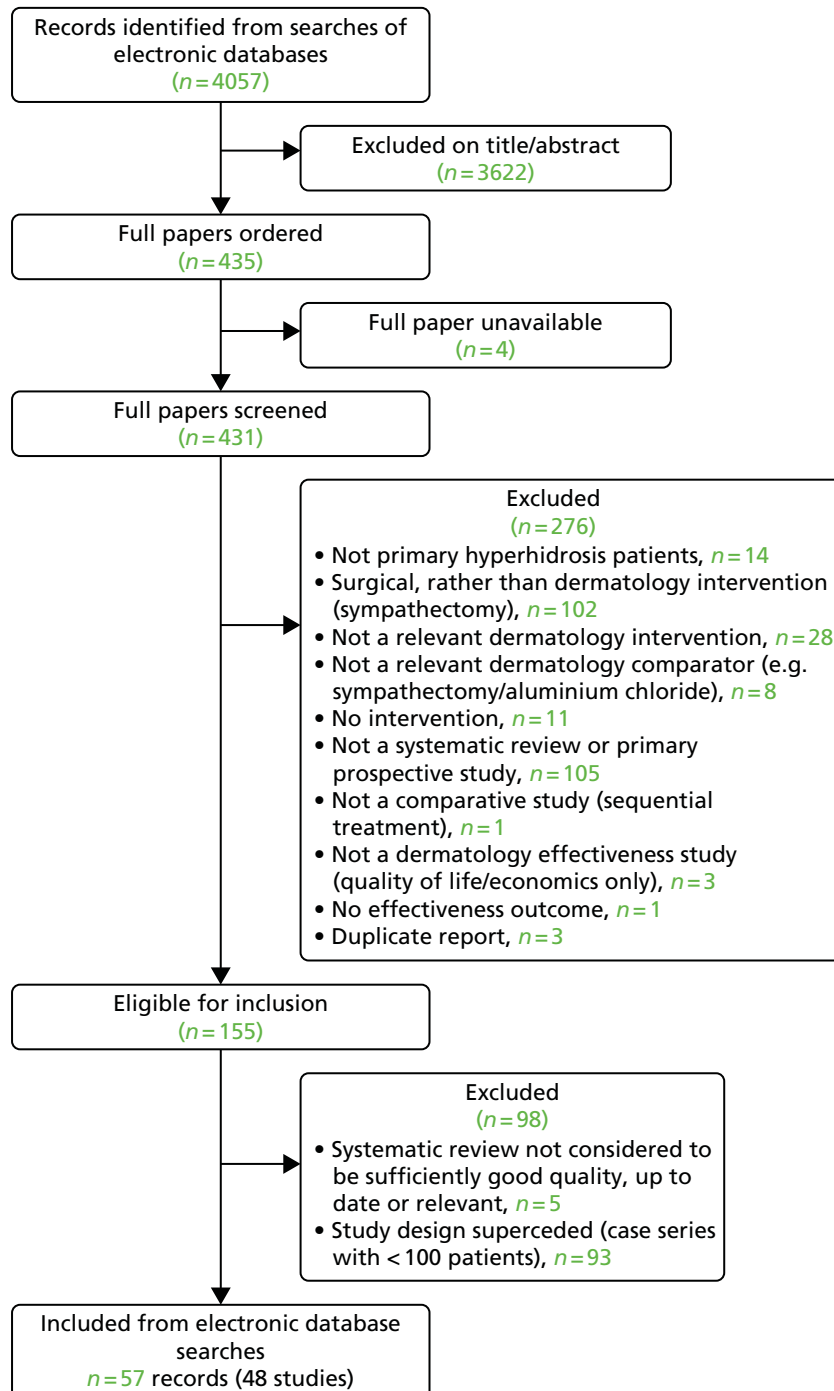 Records identified from searches of
electronic databases
(n = 4057)
Excluded on title/abstract
(n = 3622)
Full papers ordered
(n = 435)
Full paper unavailable
(n = 4)
Full papers screened
(n = 431)
Excluded
(n = 276)
• Not primary hyperhidrosis patients, n = 14
• Surgical, rather than dermatology intervention
(sympathectomy), n = 102
• Not a relevant dermatology intervention, n = 28
• Not a relevant dermatology comparator (e.g.
sympathectomy/aluminium chloride), n = 8
• No intervention, n = 11
• Not a systematic review or primary
prospective study, n = 105
• Not a comparative study (sequential
treatment), n = 1
• Not a dermatology effectiveness study
(quality of life/economics only), n = 3
• No effectiveness outcome, n = 1
• Duplicate report, n = 3
Eligible for inclusion
(n = 155)
Excluded
(n = 98)
• Systematic review not considered to
be sufficiently good quality, up to
date or relevant, n = 5
• Study design superceded (case series
with < 100 patients), n = 93
Included from electronic database
searches
n = 57 records (48 studies)